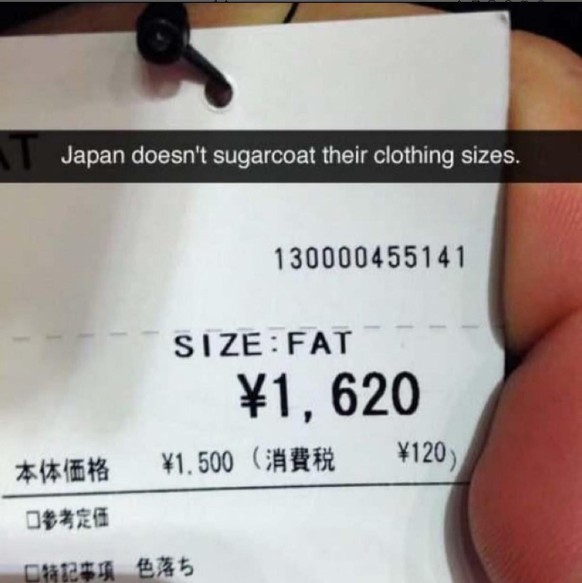 AT
Japan doesn't sugarcoat their clothing sizes.
130000455141
SIZE:FAT
¥1,620
本体価格 ¥1.500 (消費税 ¥120)
□参考定価
□特記事項 色落ち